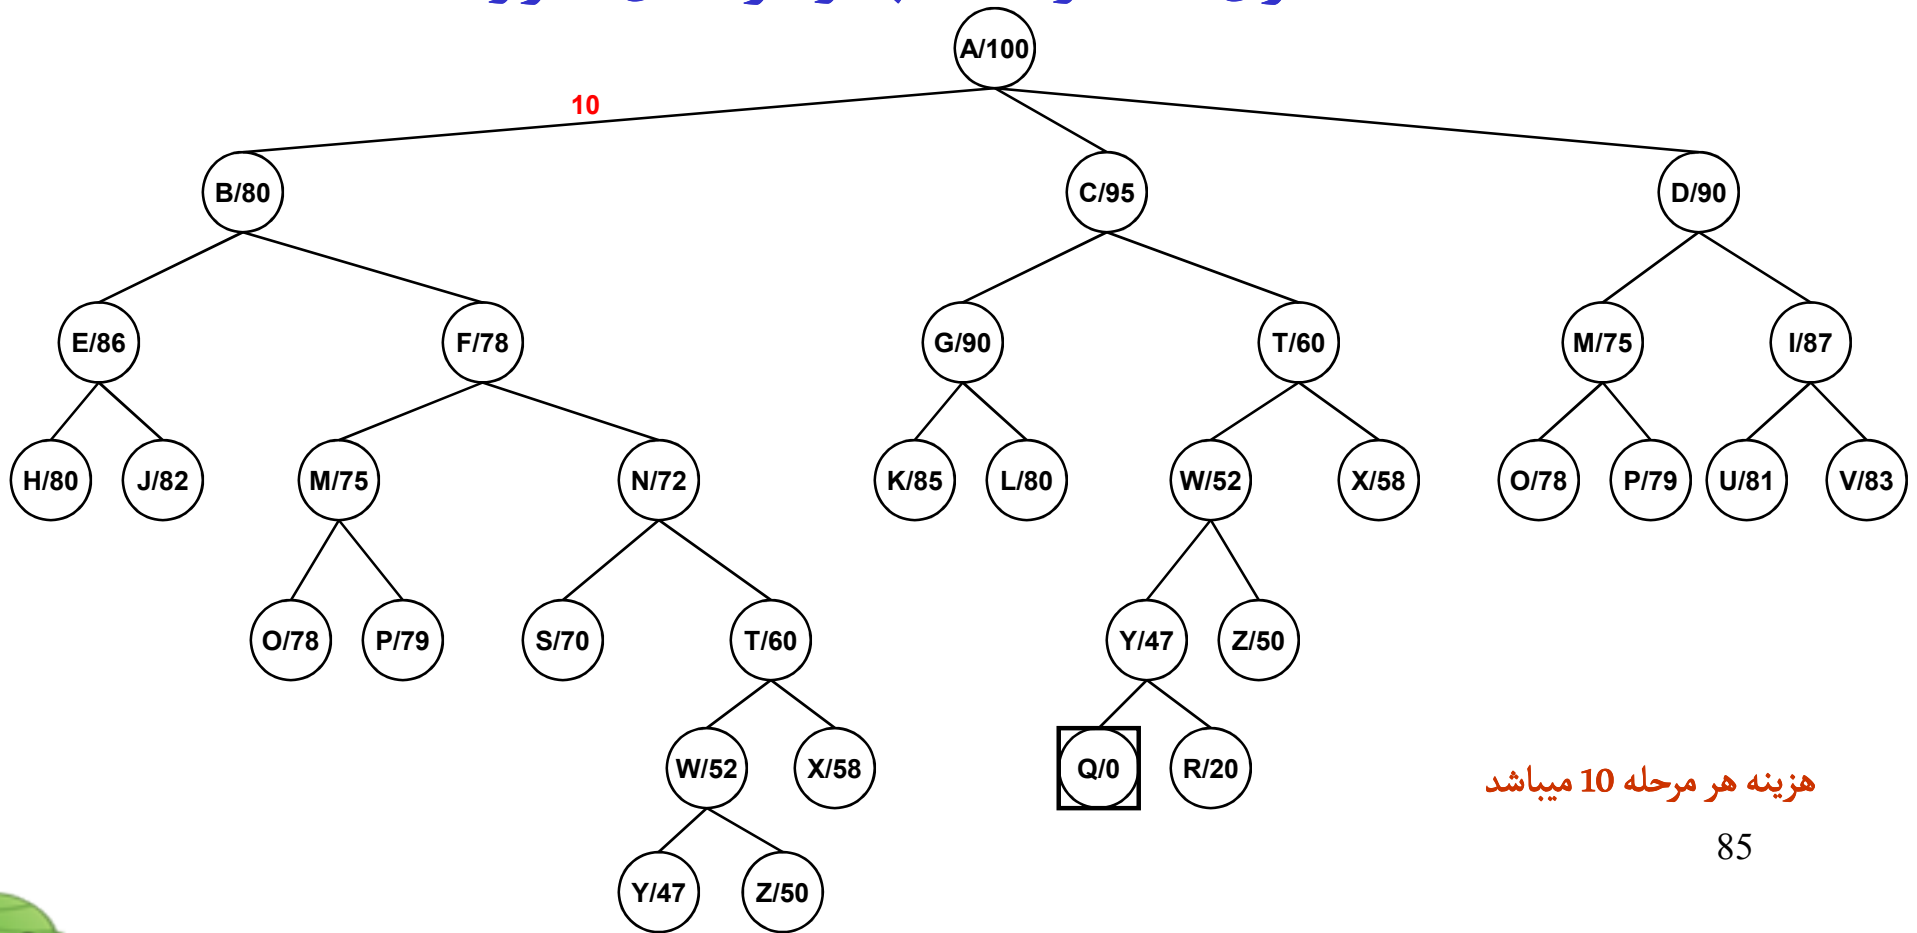 A/100
10
B/80 C/95 D/90
E/86 F/78 G/90 T/60 M/75 I/87
H/80 J/82 M/75 N/72 K/85 L/80 W/52 X/58 O/78 P/79 U/81 V/83
O/78 P/79 S/70 T/60 Y/47 Z/50
W/52 X/58 Q/0 R/20
هزینه هر مرحله 10 میباشد
85
Y/47 Z/50